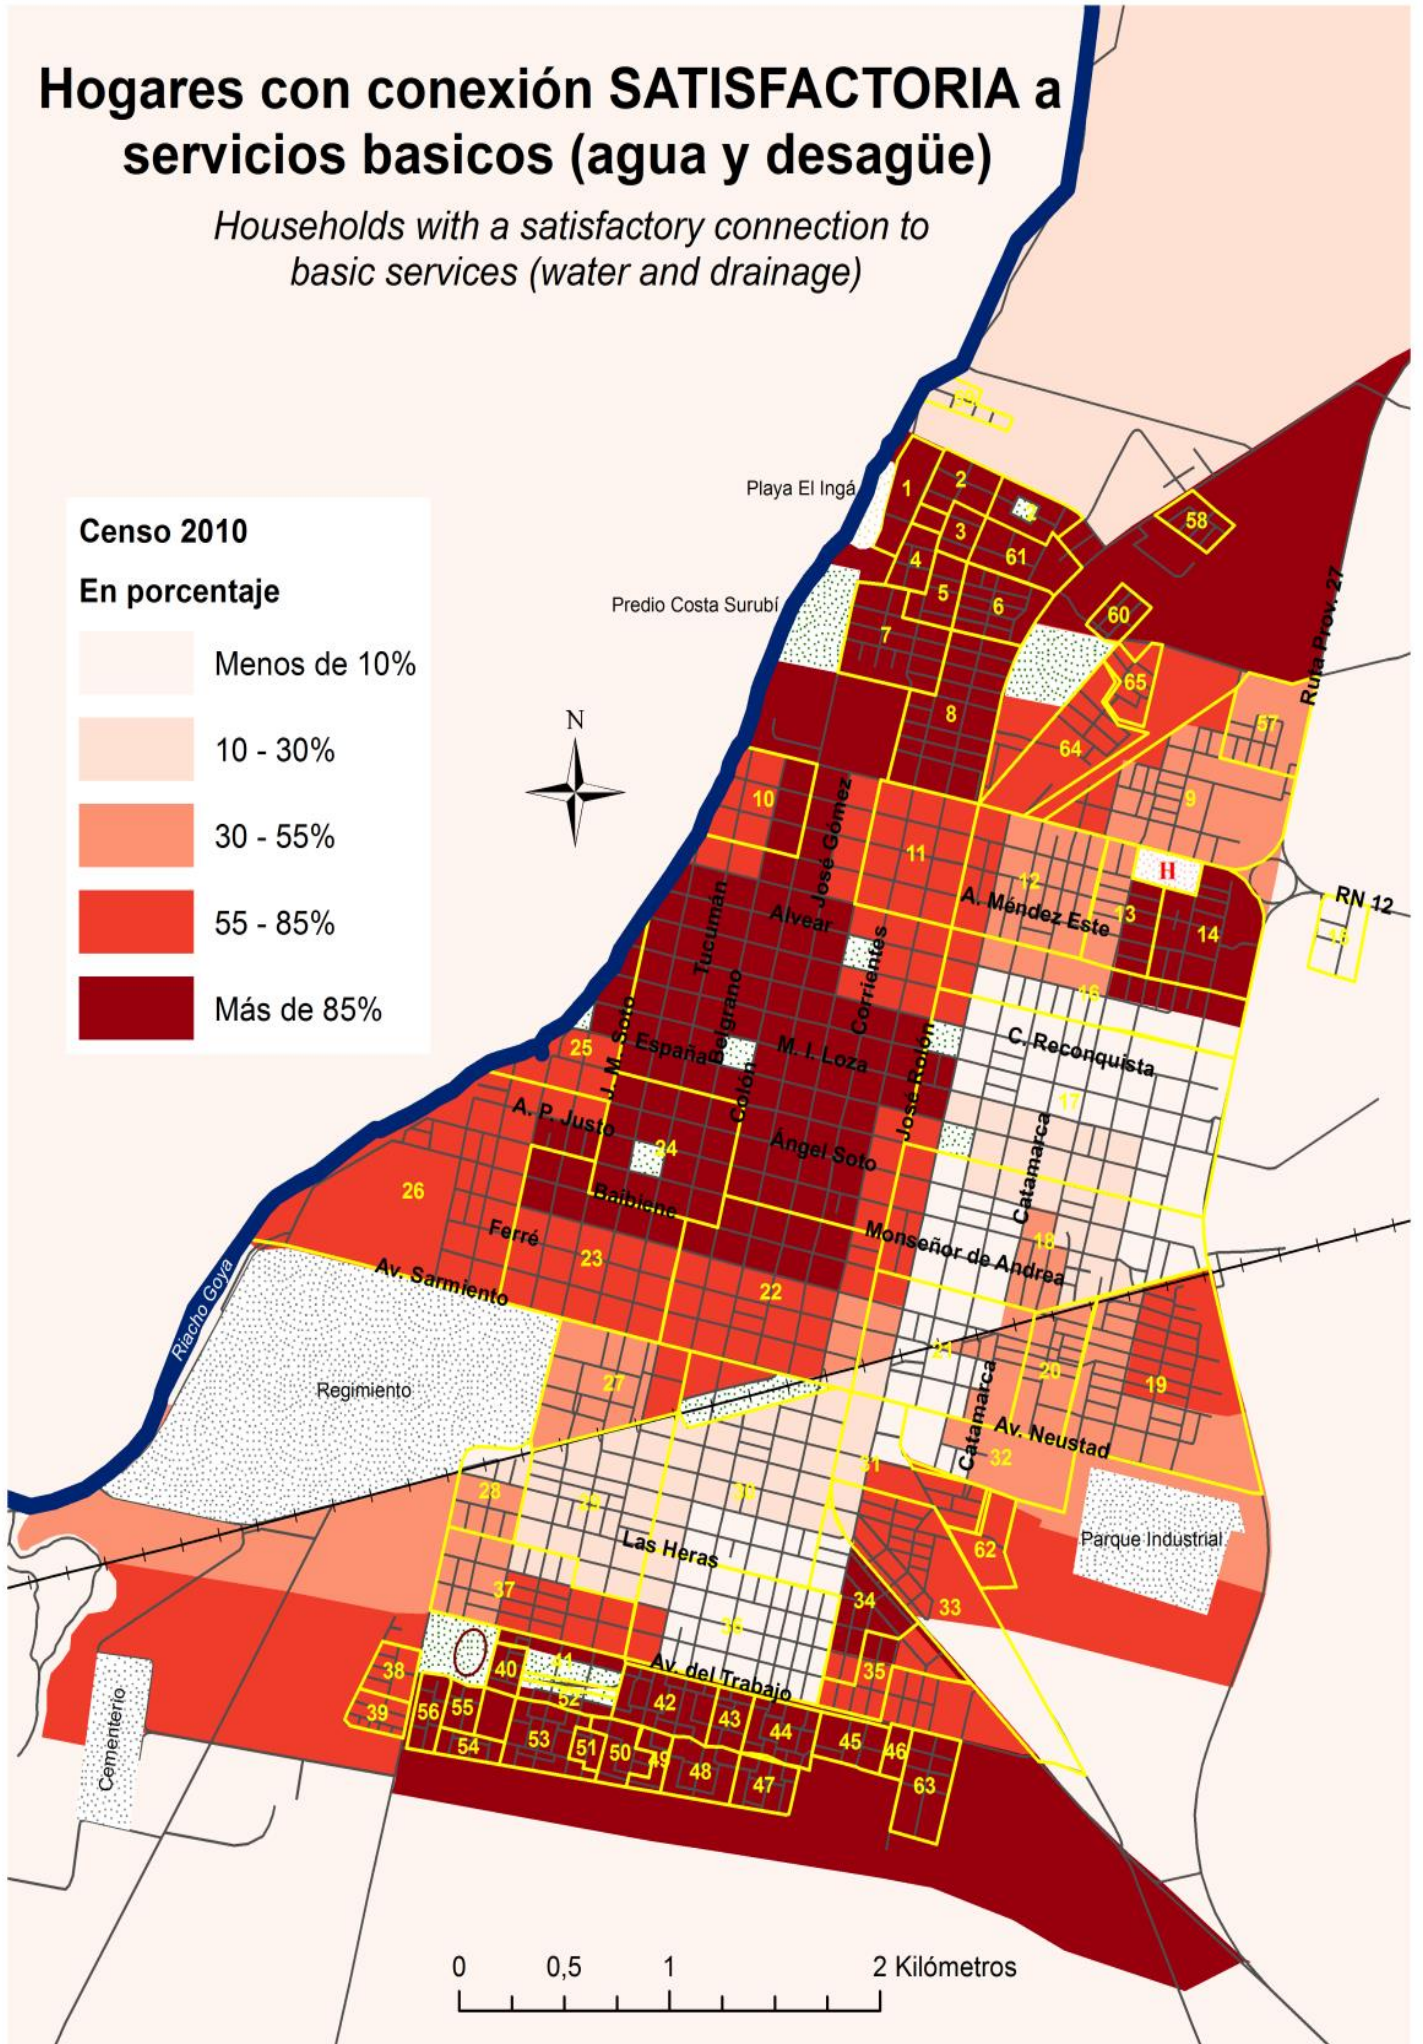 Hogares con conexión SATISFACTORIA a
servicios basicos (agua y desagüe)
Households with a satisfactory connection to
basic services (water and drainage)
Censo 2010
En porcentaje
Menos de 10%
10 - 30%
30 - 55%
55 - 85%
Más de 85%
N
Playa El Ingá
Predio Costa Surubí
Ruta Prov. 27
RN 12
H
José Gómez
Tucumán
Alvear
A. Méndez Este
Corrientes
Belgrano
J. M. Soto
España
M. I. Loza
José Rolón
C. Reconquista
Colón
A. P. Justo
Ángel Soto
Catamarca
Baibiene
Ferré
Monseñor de Andrea
Av. Sarmiento
Riacho Goya
Regimiento
Catamarca
Av. Neustad
Parque Industrial
Las Heras
Av. del Trabajo
Cementerio
1
2
3
4
5
6
7
8
9
10
11
12
13
14
15
16
17
18
19
20
21
22
23
24
25
26
27
28
29
30
31
32
33
34
35
36
37
38
39
40
41
42
43
44
45
46
47
48
49
50
51
52
53
54
55
56
57
58
60
61
62
63
64
65
0 0,5 1 2 Kilómetros